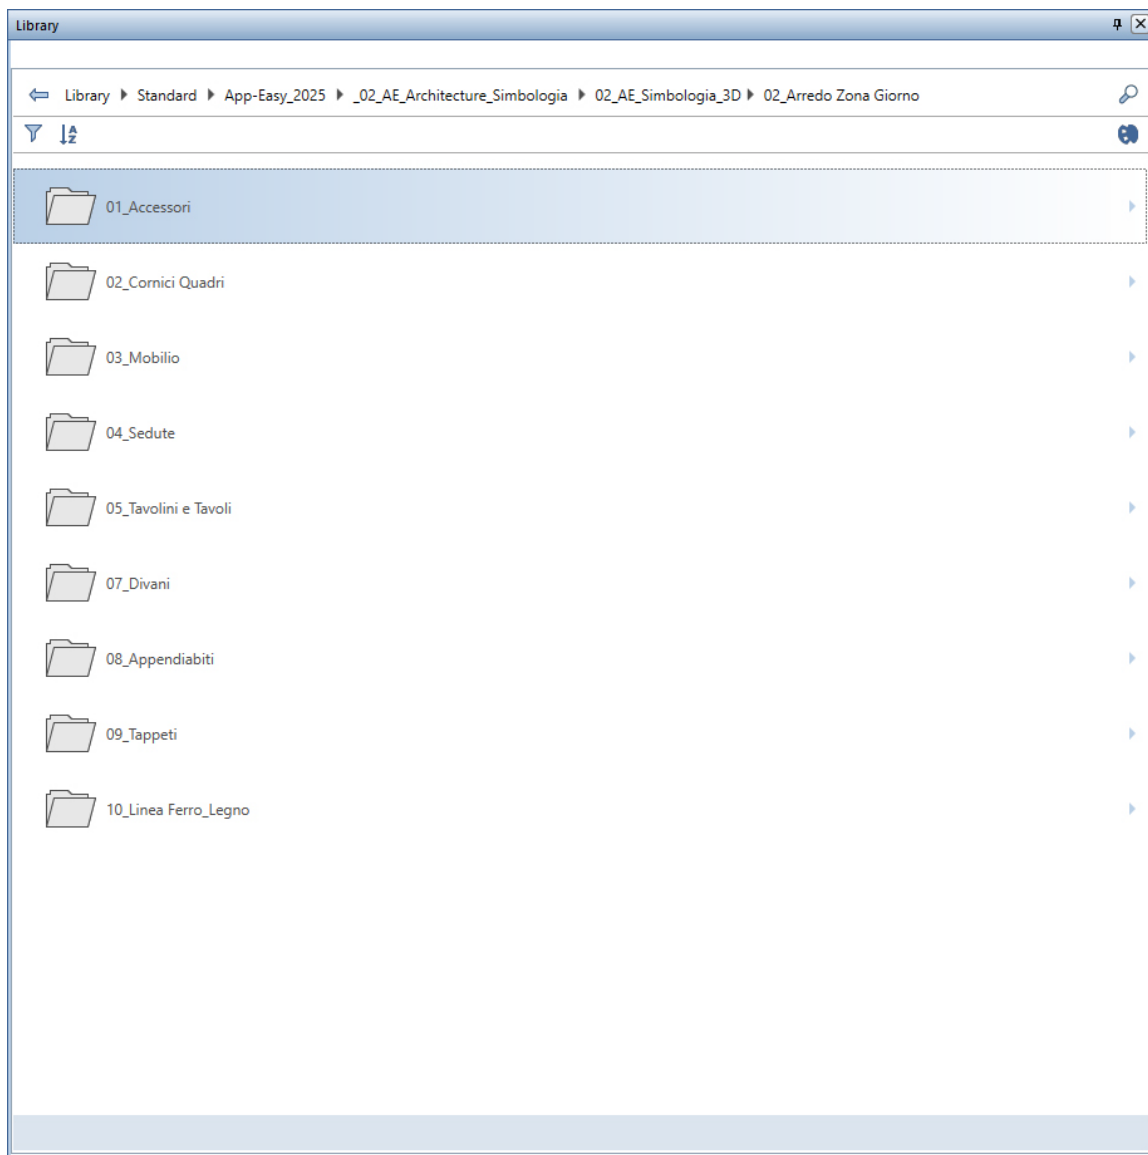 Library
Library Standard App-Easy_2025 _02_AE_Architecture_Simbologia 02_AE_Simbologia_3D 02_Arredo Zona Giorno
01_Accessori
02_Cornici Quadri
03_Mobilio
04_Sedute
05_Tavolini e Tavoli
07_Divani
08_Appendiabiti
09_Tappeti
10_Linea Ferro_Legno